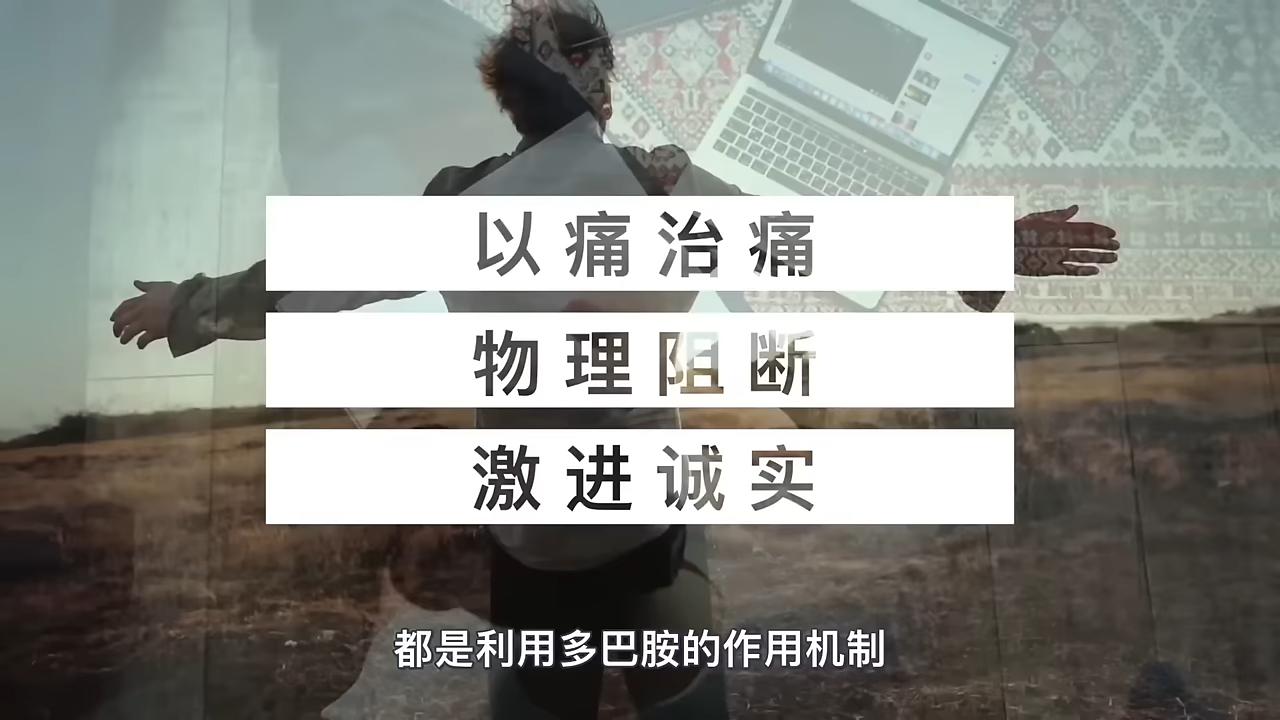 以痛治痛
物理阻断
激进诚实
都是利用多巴胺的作用机制